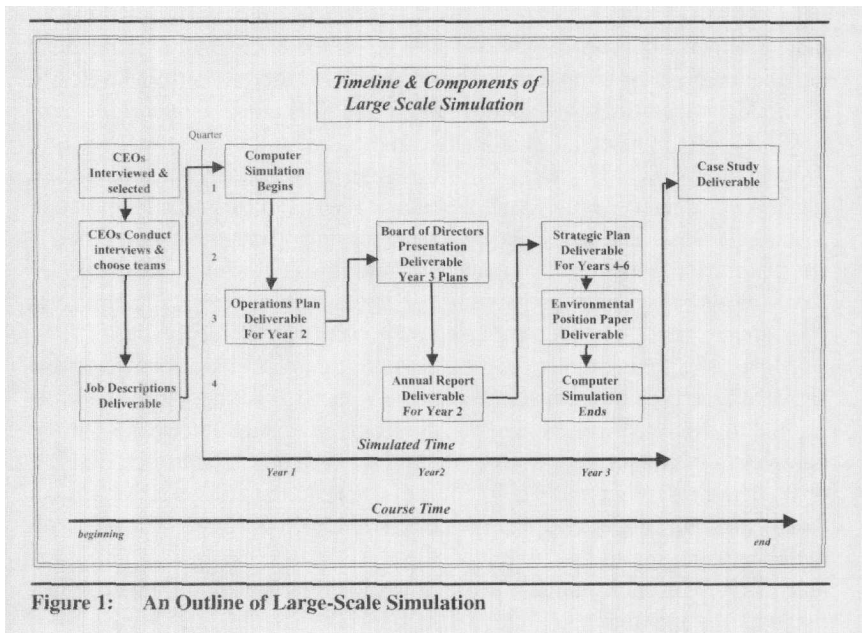 Timeline & Components of
Large Scale Simulation
Quarter
CEOs
Interviewed &
selected
CEOs Conduct
interviews &
choose teams
Job Descriptions
Deliverable
1
2
3
4
Computer
Simulation
Begins
Operations Plan
Deliverable
For Year 2
Board of Directors
Presentation
Deliverable
Year 3 Plans
Annual Report
Deliverable
For Year 2
Strategic Plan
Deliverable
For Years 4-6
Environmental
Position Paper
Deliverable
Computer
Simulation
Ends
Case Study
Deliverable
Simulated Time
Year 1
Year2
Year 3
Course Time
beginning
end
Figure 1: An Outline of Large-Scale Simulation